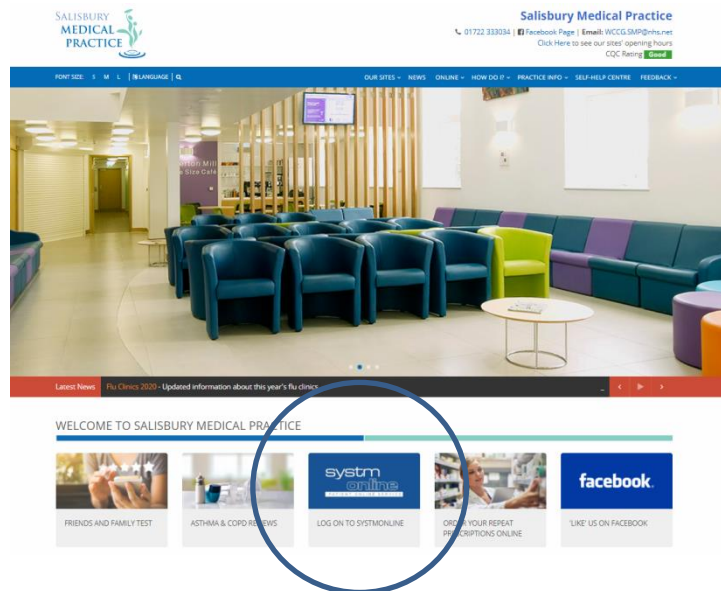 SALISBURY
MEDICAL
PRACTICE
Salisbury Medical Practice
01722 333034 | Facebook Page | Email: WCCG.SMP@nhs.net
Click Here to see our sites' opening hours
CQC Rating Good
FONT SIZE: S M L | LANGUAGE |
OUR SITES NEWS ONLINE HOW DO I? PRACTICE INFO SELF-HELP CENTRE FEEDBACK
Mill
Size Café
Latest News Flu Clinics 2020 - Updated information about this year's flu clinics
WELCOME TO SALISBURY MEDICAL PRACTICE
systm
online
facebook.
FRIENDS AND FAMILY TEST
ASTHMA & COPD REVIEWS
LOG ON TO SYSTMONLINE
ORDER YOUR REPEAT
PRESCRIPTIONS ONLINE
'LIKE' US ON FACEBOOK